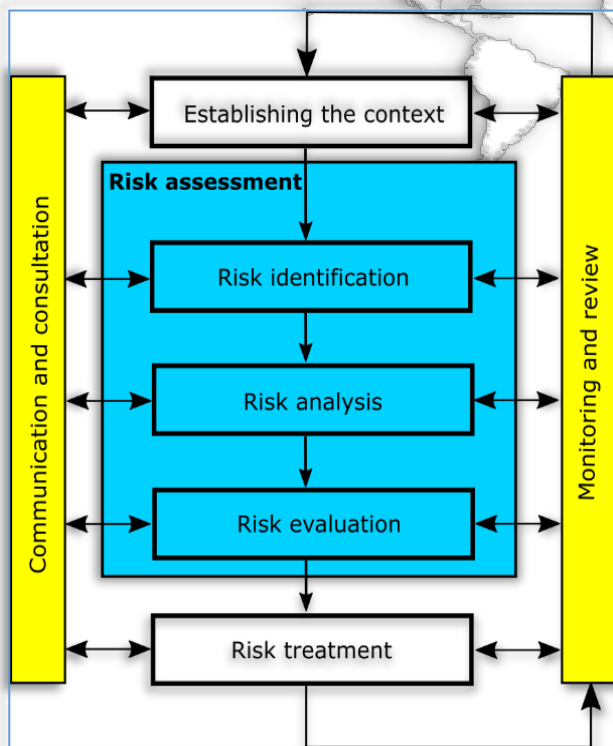 Establishing the context
Risk assessment
Risk identification
Risk analysis
Risk evaluation
Risk treatment
Communication and consultation
Monitoring and review